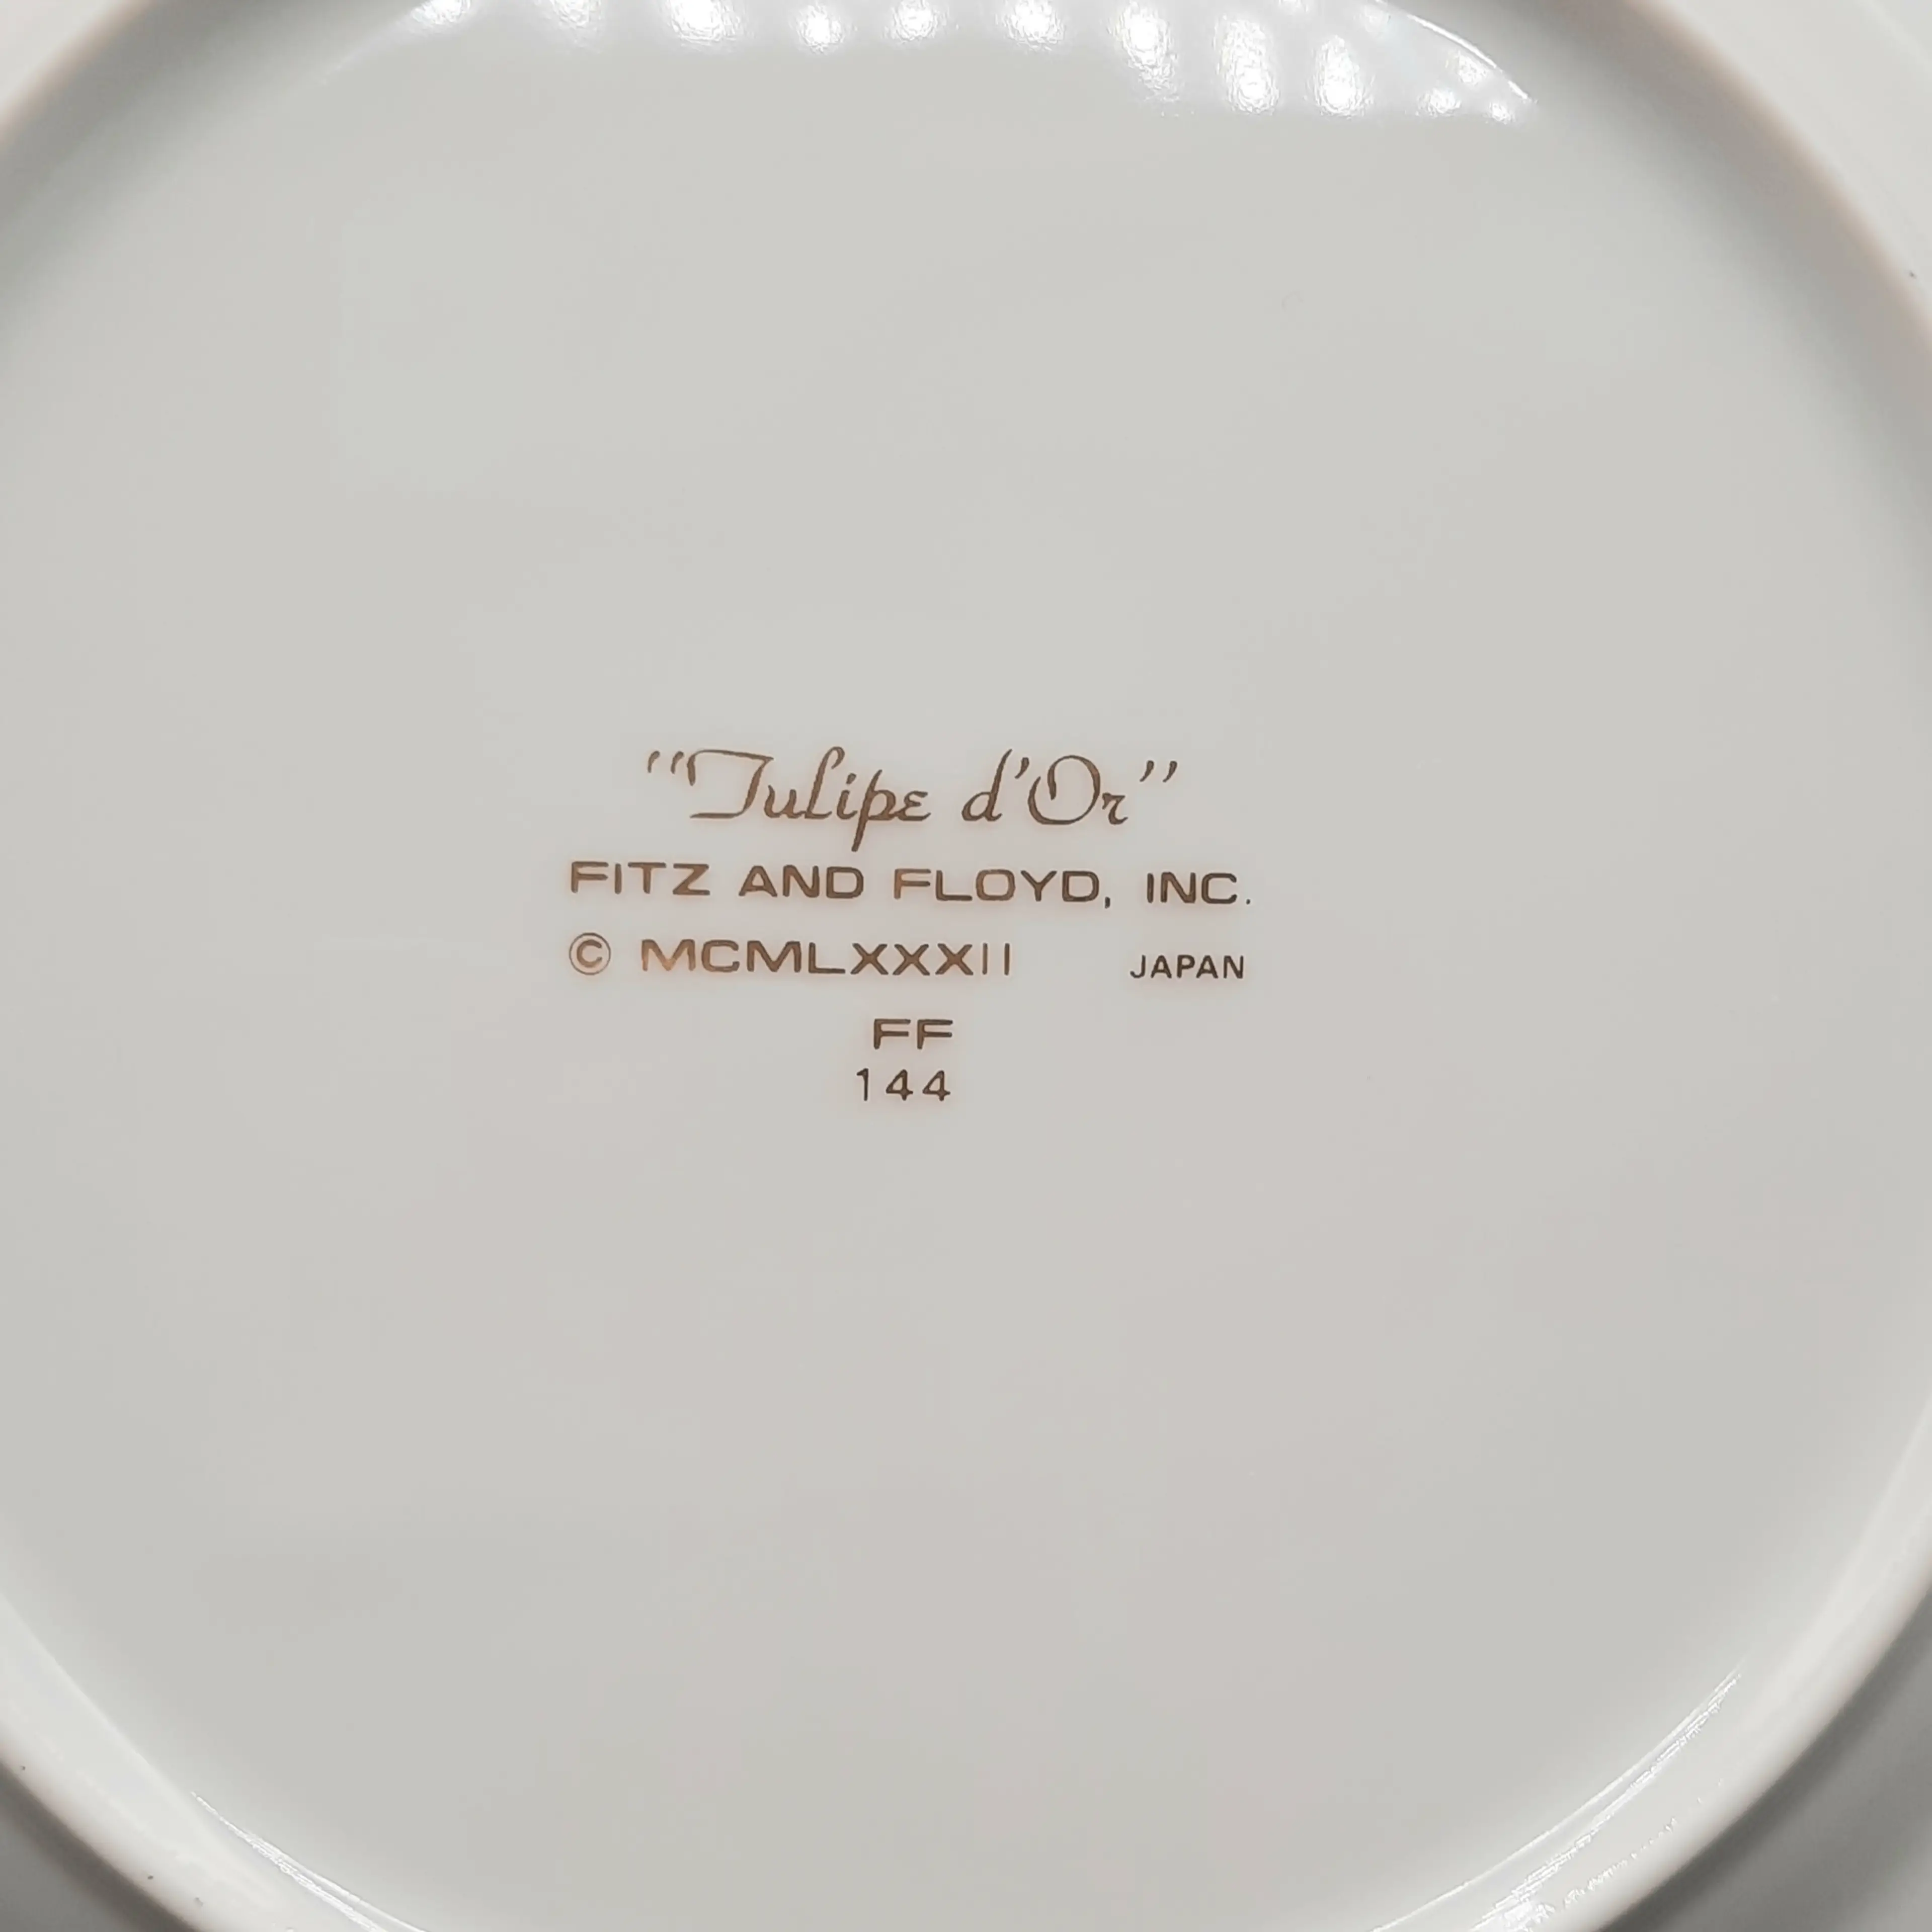 "Tulipe d'Or"
FITZ AND FLOYD, INC.
© MCMLXXXII JAPAN
FF
144